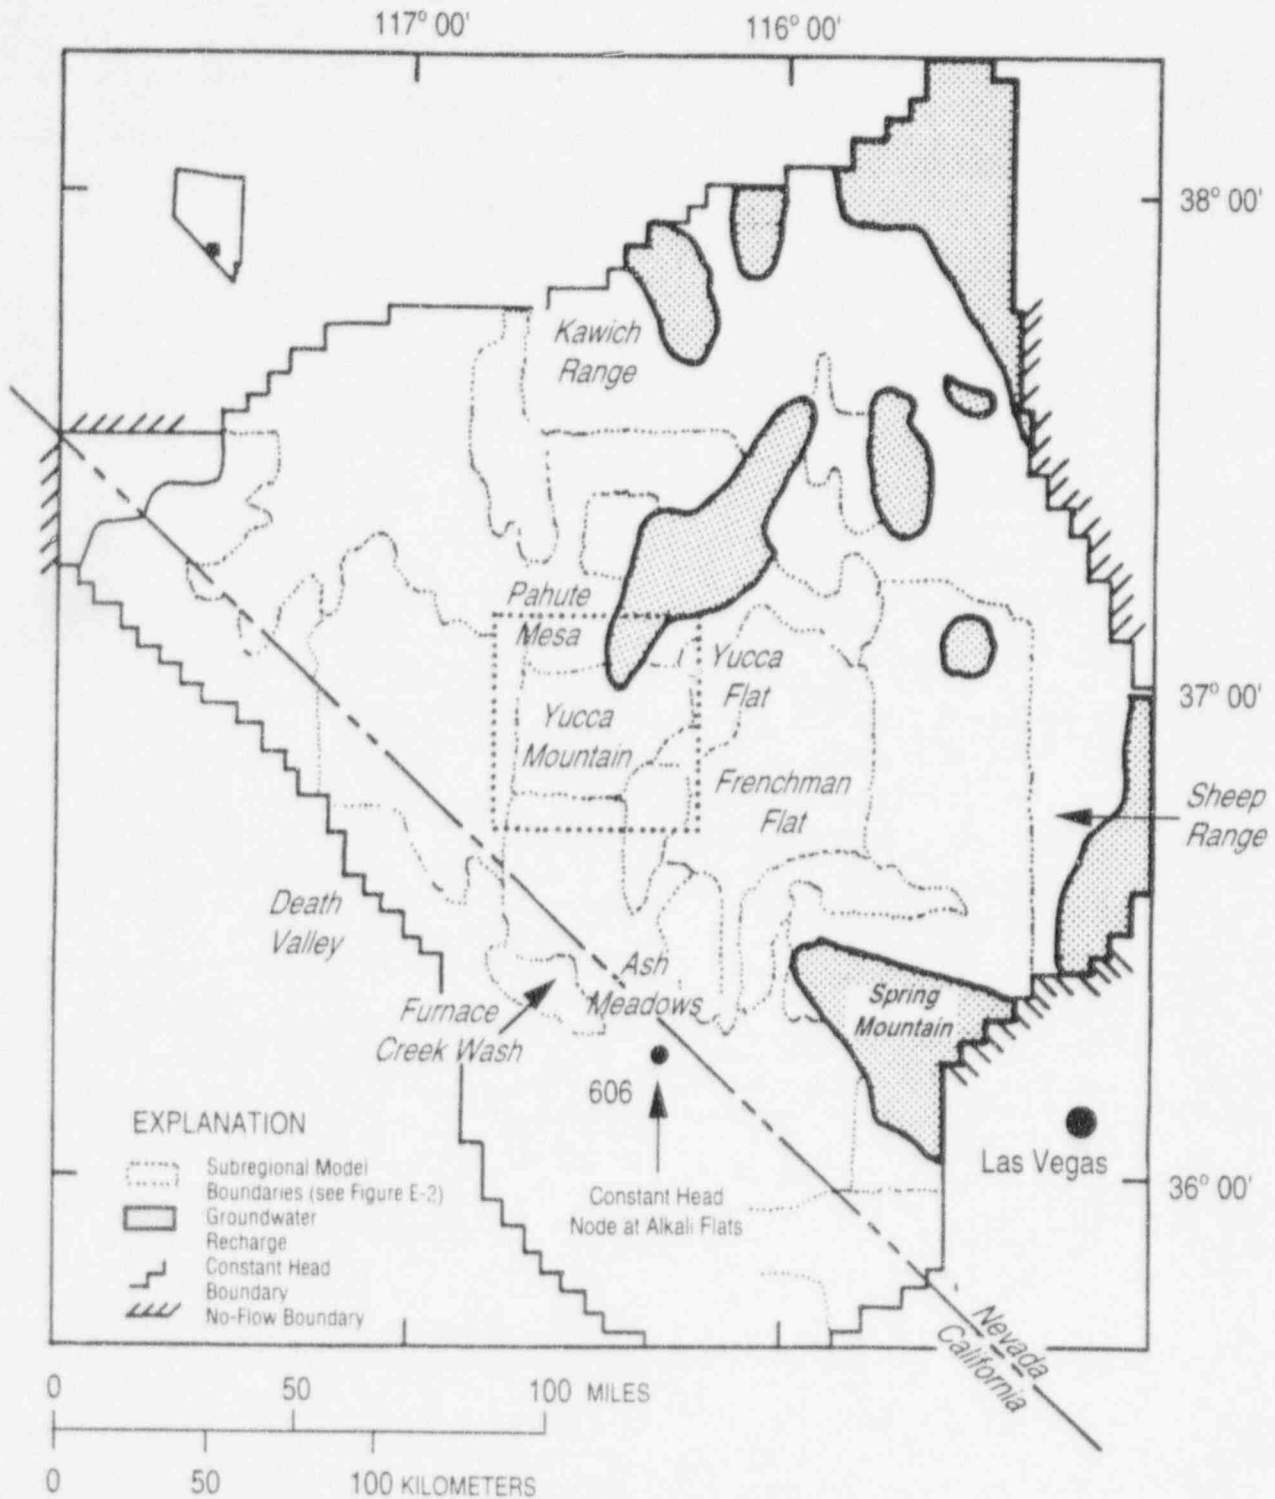 117° 00'
116° 00'
38° 00'
Kawich
Range
Pahute
Mesa
Yucca
Flat
37° 00'
Yucca
Mountain
Frenchman
Flat
Sheep
Range
Death
Valley
Ash
Meadows
Furnace
Creek Wash
Spring
Mountain
606
Las Vegas
36° 00'
Constant Head
Node at Alkali Flats
EXPLANATION
Subregional Model
Boundaries (see Figure E-2)
Groundwater
Recharge
Constant Head
Boundary
No-Flow Boundary
Nevada
California
0 50 100 MILES
0 50 100 KILOMETERS